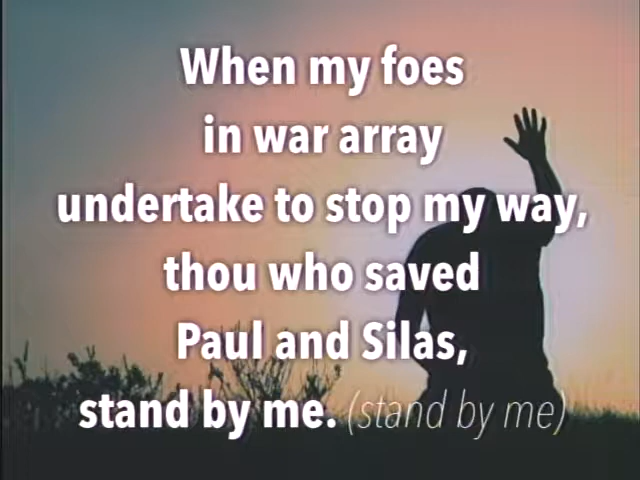 When my foes
in war array
undertake to stop my way,
thou who saved
Paul and Silas,
stand by me. (stand by me)